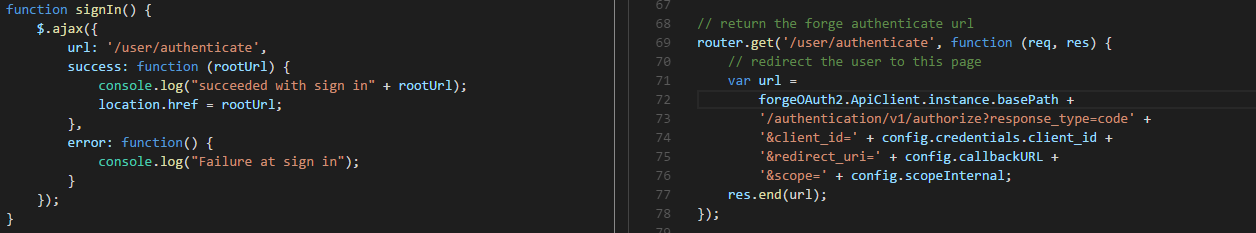 function signIn() {
    $.ajax({
        url: '/user/authenticate',
        success: function (rootUrl) {
            console.log("succeeded with sign in" + rootUrl);
            location.href = rootUrl;
        },
        error: function() {
            console.log("Failure at sign in");
        }
    });
}
67
68 // return the forge authenticate url
69 router.get('/user/authenticate', function (req, res) {
70     // redirect the user to this page
71     var url =
72         forgeOAuth2.ApiClient.instance.basePath +
73         '/authentication/v1/authorize?response_type=code' +
74         '&client_id=' + config.credentials.client_id +
75         '&redirect_uri=' + config.callbackURL +
76         '&scope=' + config.scopeInternal;
77     res.end(url);
78 });
79